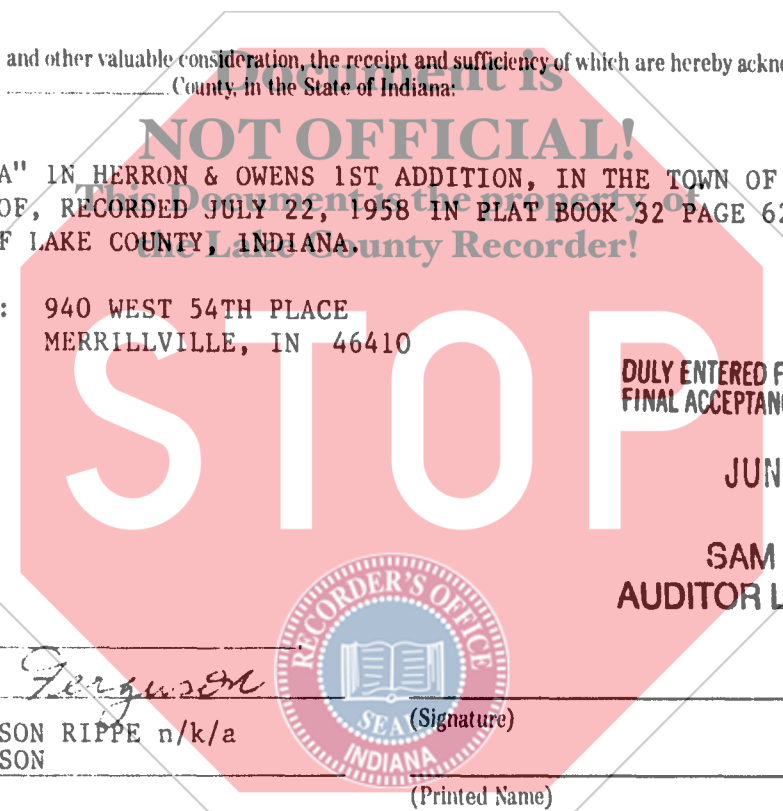 and other valuable consideration, the receipt and sufficiency of which are hereby ackno
County, in the State of Indiana:
Document is
NOT OFFICIAL!
This Document is the property of
the Lake County Recorder!
A" IN HERRON & OWENS 1ST ADDITION, IN THE TOWN OF
OF, RECORDED JULY 22, 1958 IN PLAT BOOK 32 PAGE 62
F LAKE COUNTY, INDIANA.
: 940 WEST 54TH PLACE
MERRILLVILLE, IN 46410
STOP
DULY ENTERED F
FINAL ACCEPTANC
JUN
SAM
AUDITOR L
RECORDER'S OFFICE
SEAL
INDIANA
Ferguson
(Signature)
SON RIPPE n/k/a
SON
(Printed Name)